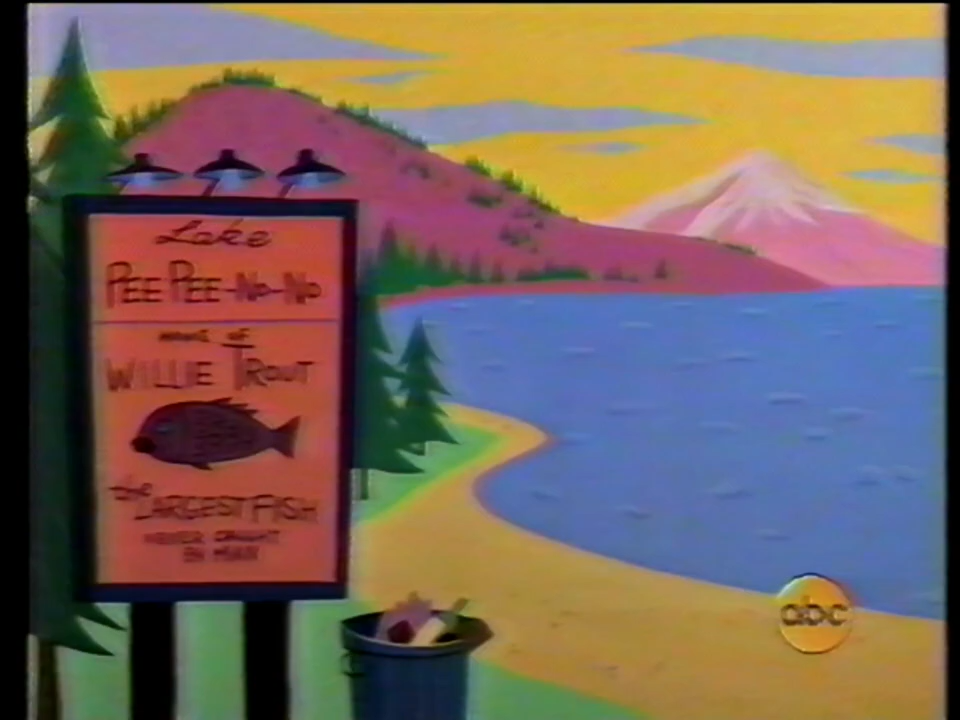 Lake
PEE PEE-No-No
HOME OF
WILLIE TROUT
the
LARGEST FISH
NEVER CAUGHT
BY MAN
abc